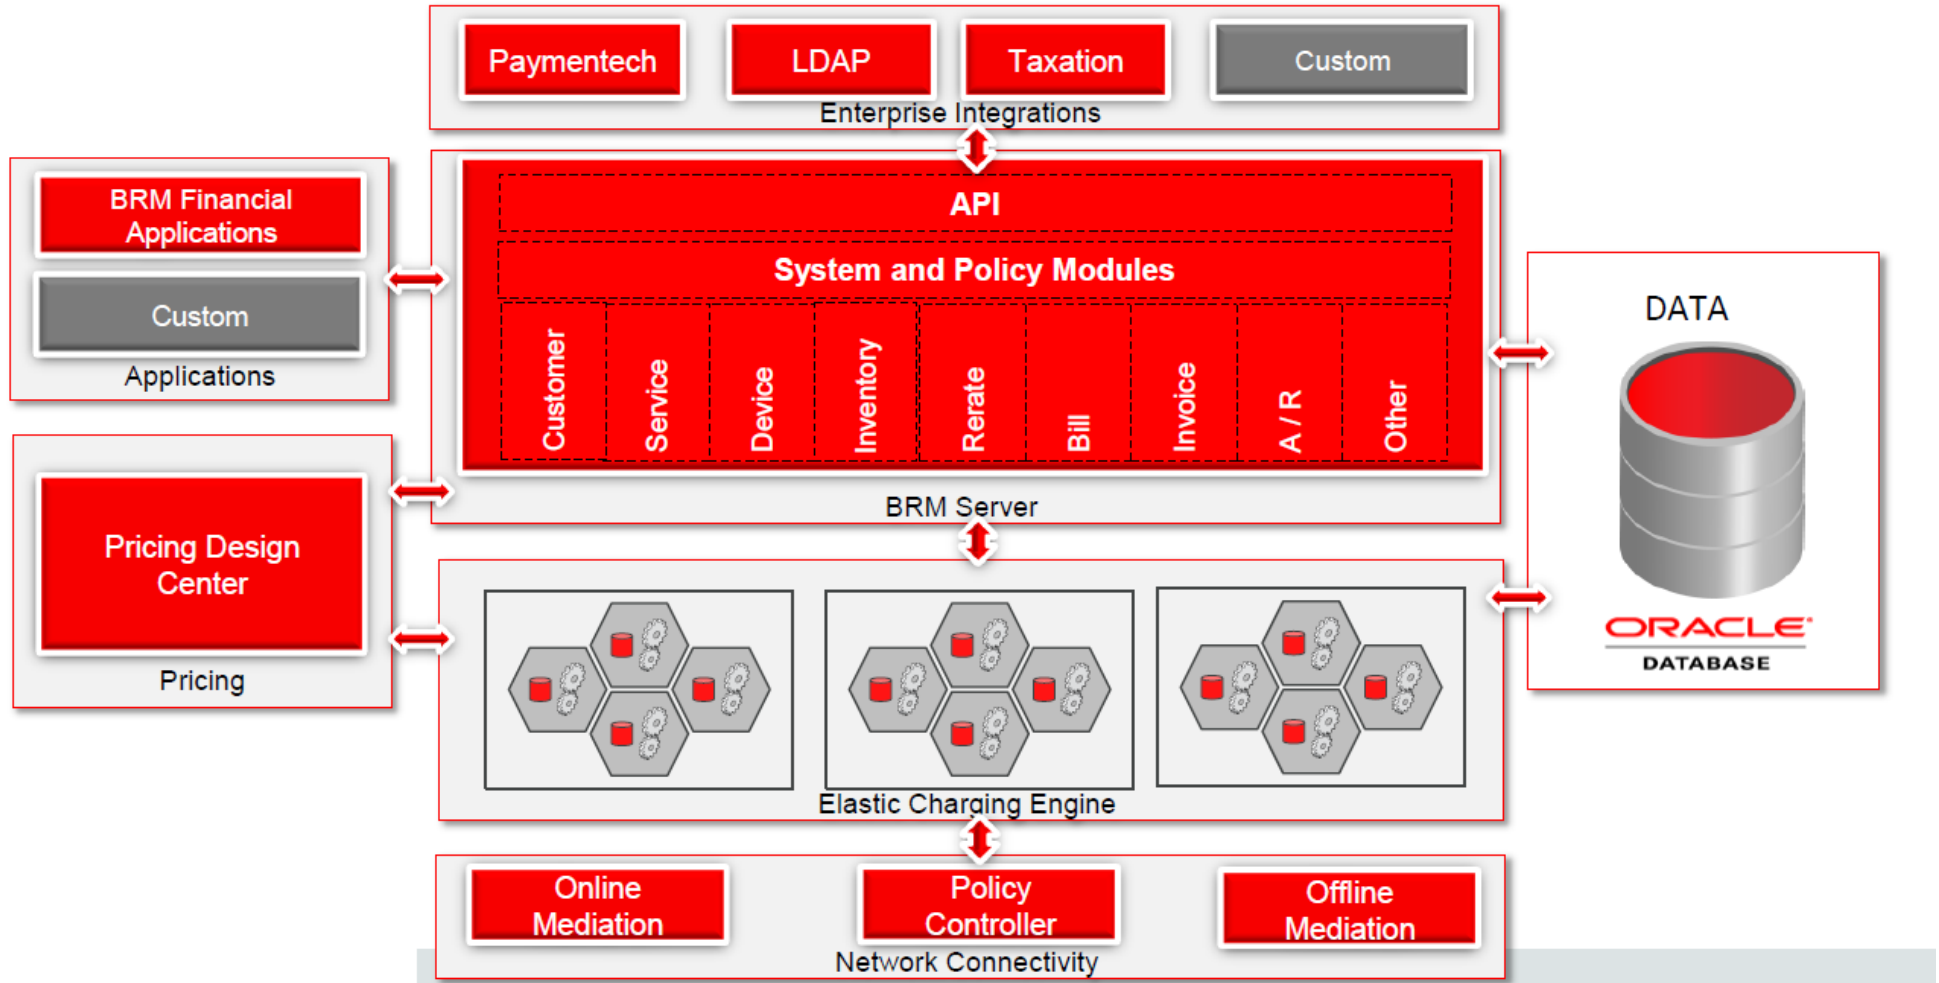 Paymentech
LDAP
Taxation
Custom
Enterprise Integrations
BRM Financial
Applications
Custom
Applications
API
System and Policy Modules
Customer
Service
Device
Inventory
Rerate
Bill
Invoice
A / R
Other
BRM Server
DATA
ORACLE
DATABASE
Pricing Design
Center
Pricing
Elastic Charging Engine
Online
Mediation
Policy
Controller
Offline
Mediation
Network Connectivity